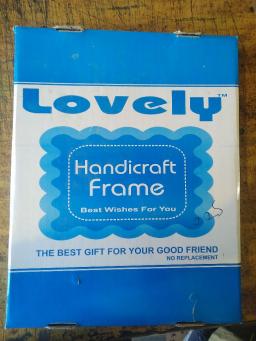 Lovely™
Handicraft
Frame
Best Wishes For You
THE BEST GIFT FOR YOUR GOOD FRIEND
NO REPLACEMENT